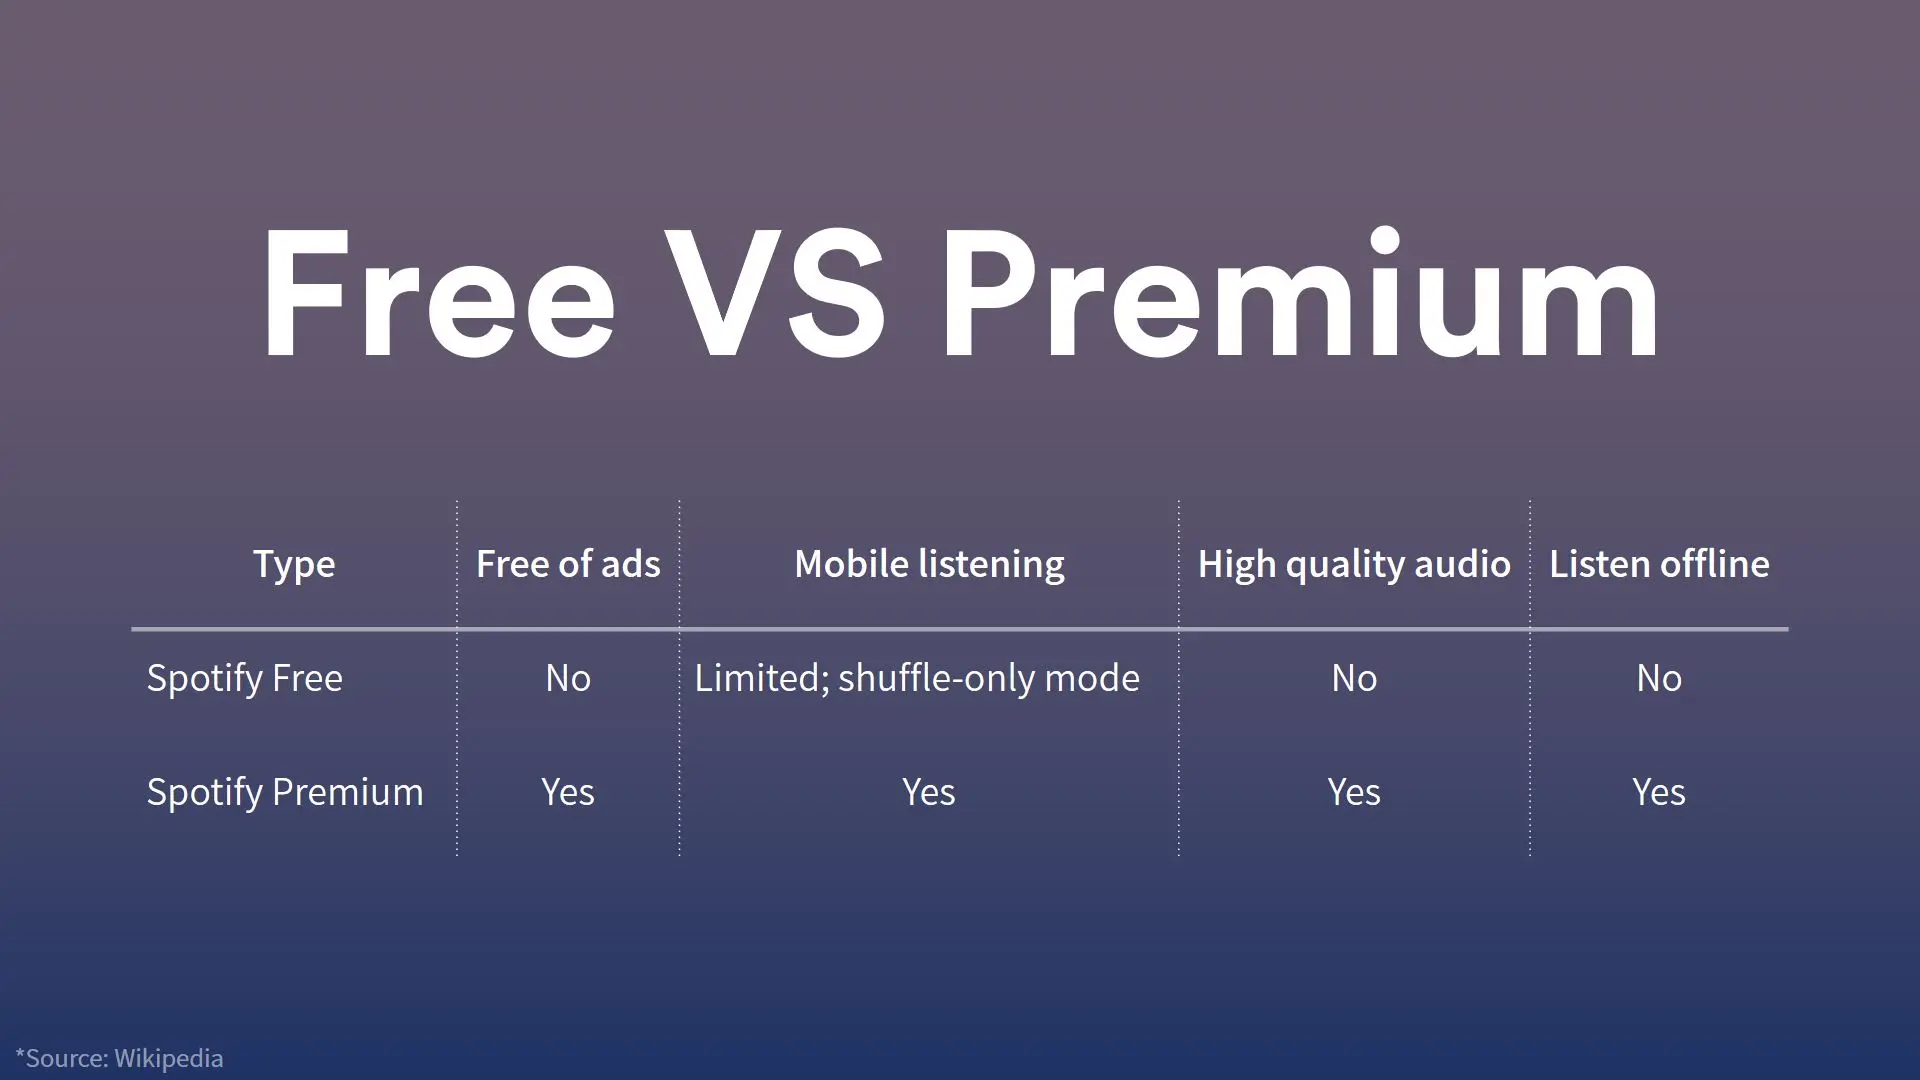 Free VS Premium
Type Free of ads Mobile listening High quality audio Listen offline
Spotify Free No Limited; shuffle-only mode No No
Spotify Premium Yes Yes Yes Yes
*Source: Wikipedia